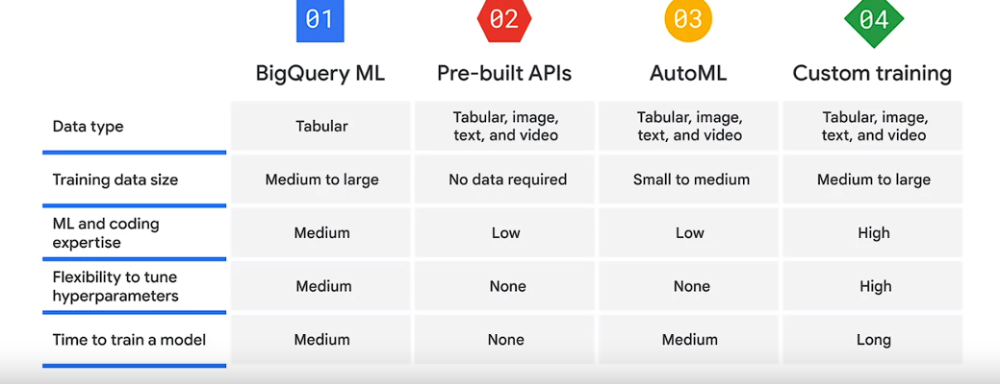 01 02 03 04
BigQuery ML Pre-built APIs AutoML Custom training
Data type Tabular Tabular, image, Tabular, image, Tabular, image,
text, and video text, and video text, and video
Training data size Medium to large No data required Small to medium Medium to large
ML and coding
expertise Medium Low Low High
Flexibility to tune
hyperparameters Medium None None High
Time to train a model Medium None Medium Long